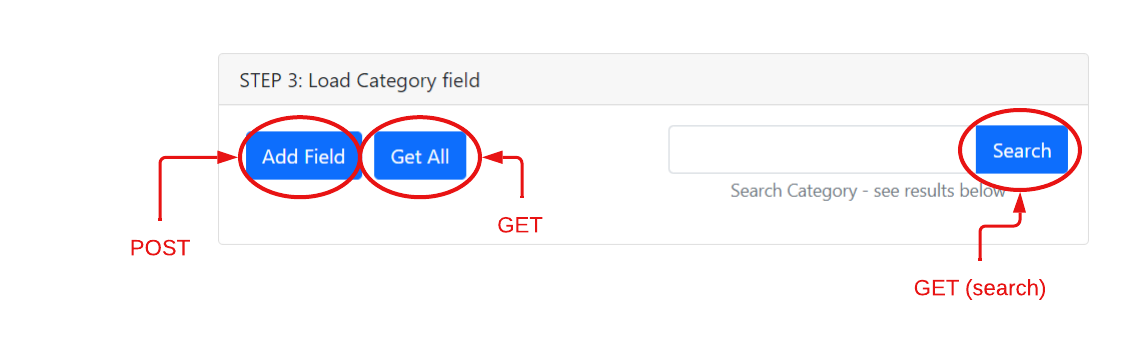 STEP 3: Load Category field
Add Field
Get All
Search
Search Category - see results below
GET
POST
GET (search)